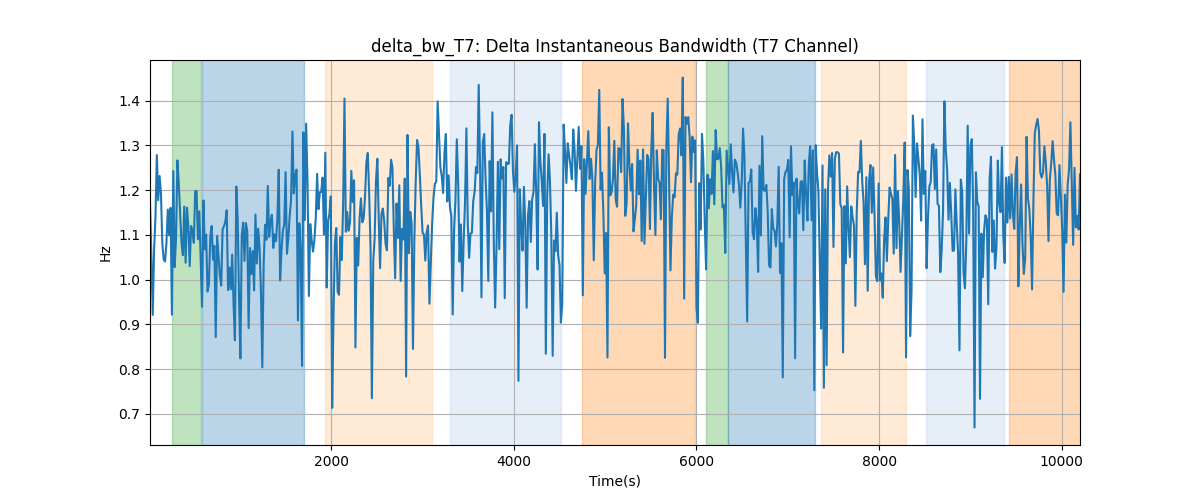 delta_bw_T7: Delta Instantaneous Bandwidth (T7 Channel)
1.4
1.3
1.2
1.1
1.0
0.9
0.8
0.7
Hz
2000 4000 6000 8000 10000
Time(s)